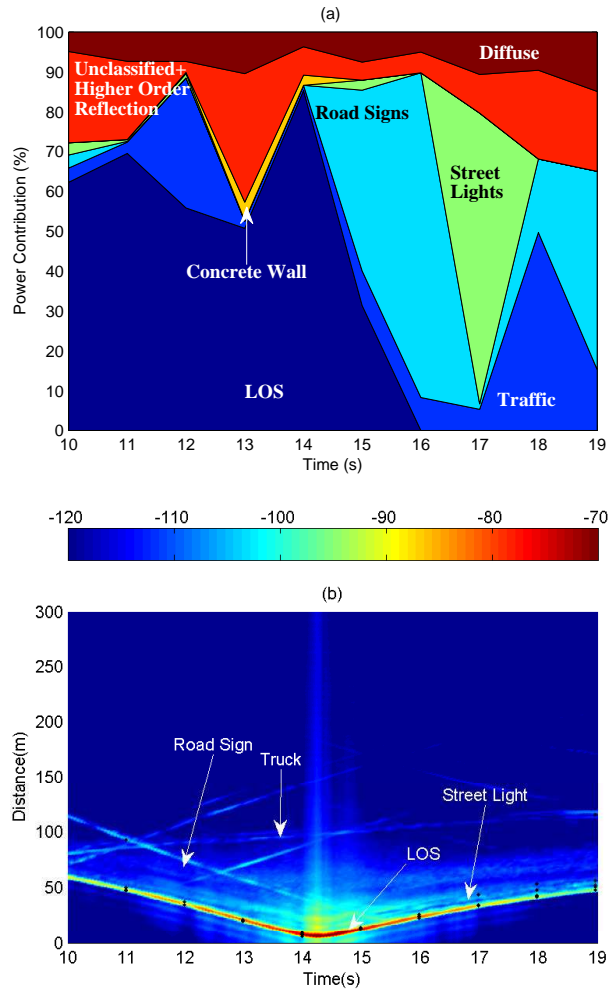 (a)
Power Contribution (%)
100
90
80
70
60
50
40
30
20
10
0
Diffuse
Unclassified+
Higher Order
Reflection
Road Signs
Street
Lights
Concrete Wall
LOS
Traffic
10 11 12 13 14 15 16 17 18 19
Time (s)
-120 -110 -100 -90 -80 -70
(b)
Distance(m)
300
250
200
150
100
50
0
Road Sign
Truck
Street Light
LOS
10 11 12 13 14 15 16 17 18 19
Time(s)